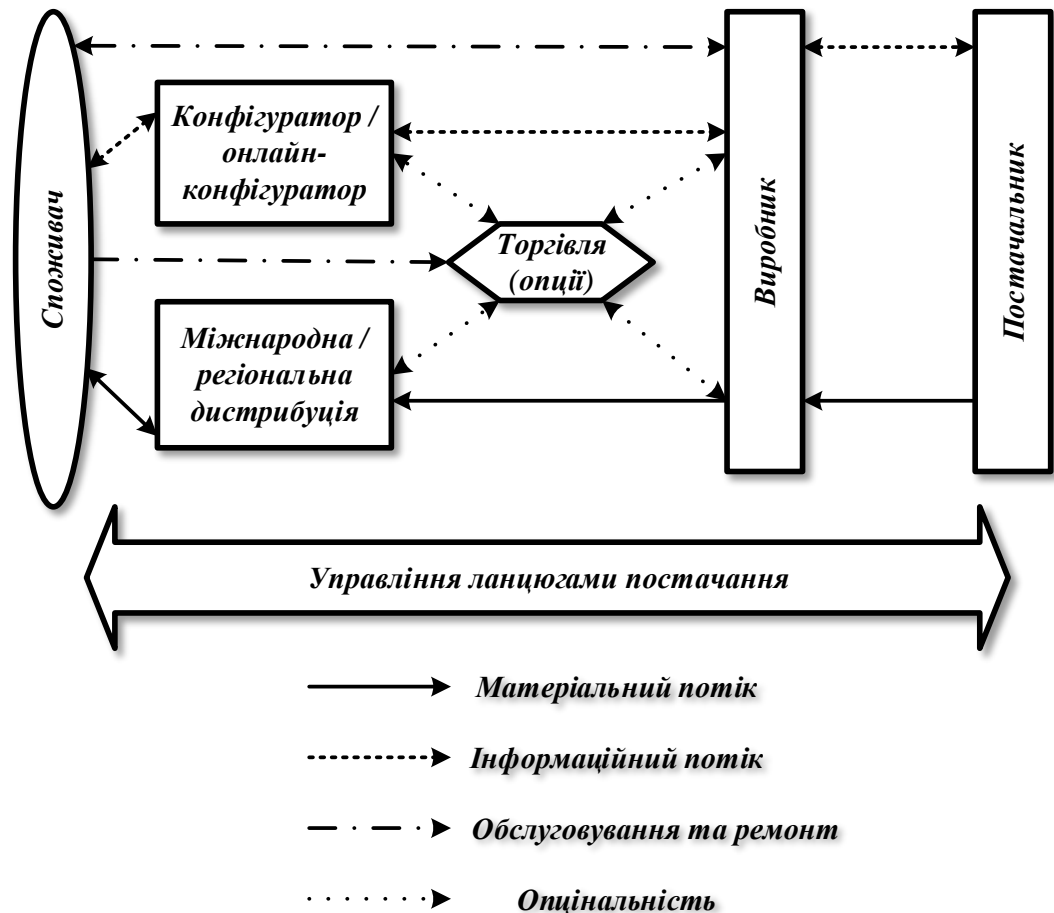 Споживач
Конфігуратор /
онлайн-
конфігуратор
Торгівля
(опції)
Міжнародна /
регіональна
дистрибуція
Виробник
Постачальник
Управління ланцюгами постачання
Матеріальний потік
Інформаційний потік
Обслуговування та ремонт
Опцінальність